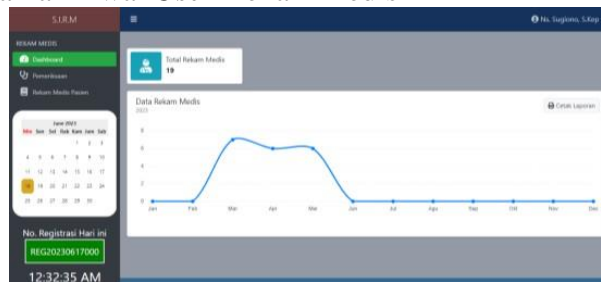 S.I.R.M
Ns. Sugiono, S.Kep
REKAM MEDIS
Dashboard
Pemeriksaan
Rekam Medis Pasien
Total Rekam Medis
19
Data Rekam Medis
2023
Cetak Laporan
8
6
4
2
0
Jan Feb Mar Apr Mei Jun Jul Agu Sep Okt Nov Des
June 2023
Min Sen Sel Rab Kam Jum Sab
1 2 3
4 5 6 7 8 9 10
11 12 13 14 15 16 17
18 19 20 21 22 23 24
25 26 27 28 29 30
No. Registrasi Hari ini
REG20230617000
12:32:35 AM